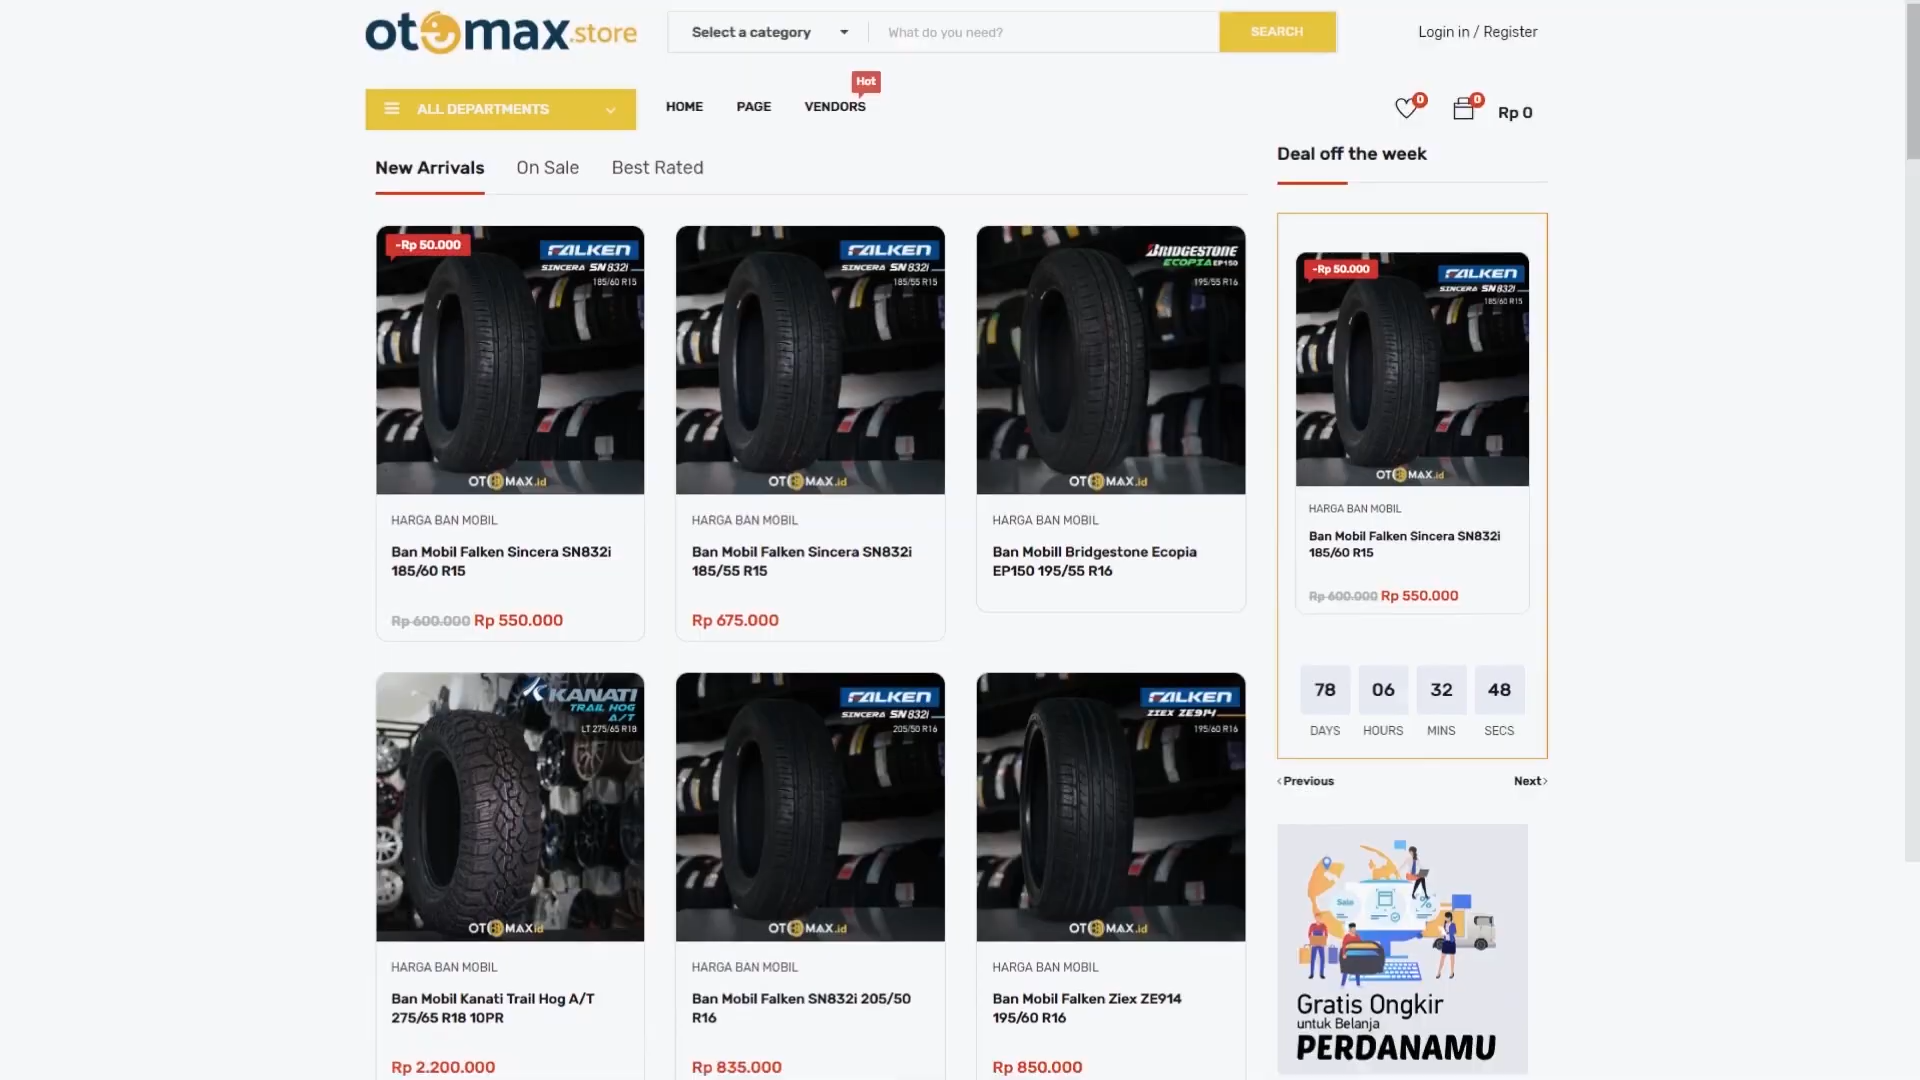 otomax.store
Select a category
What do you need?
SEARCH
Login in / Register
ALL DEPARTMENTS
HOME
PAGE
VENDORS
Hot
0
0
Rp 0
New Arrivals
On Sale
Best Rated
Deal off the week
-Rp 50.000
FALKEN
SINCERA SN832i
185/60 R15
OTOMAX.id
HARGA BAN MOBIL
Ban Mobil Falken Sincera SN832i
185/60 R15
Rp 600.000 Rp 550.000
FALKEN
SINCERA SN832i
185/55 R15
OTOMAX.id
HARGA BAN MOBIL
Ban Mobil Falken Sincera SN832i
185/55 R15
Rp 675.000
BRIDGESTONE
ECOPIA EP150
195/55 R16
OTOMAX.id
HARGA BAN MOBIL
Ban Mobill Bridgestone Ecopia
EP150 195/55 R16
-Rp 50.000
FALKEN
SINCERA SN832i
185/60 R15
OTOMAX.id
HARGA BAN MOBIL
Ban Mobil Falken Sincera SN832i
185/60 R15
Rp 600.000 Rp 550.000
78 06 32 48
DAYS HOURS MINS SECS
‹Previous
Next›
KANATI
TRAIL HOG
A/T
LT 275/65 R18
OTOMAX.id
HARGA BAN MOBIL
Ban Mobil Kanati Trail Hog A/T
275/65 R18 10PR
Rp 2.200.000
FALKEN
SINCERA SN832i
205/50 R16
OTOMAX.id
HARGA BAN MOBIL
Ban Mobil Falken SN832i 205/50
R16
Rp 835.000
FALKEN
ZIEX ZE914
195/60 R16
OTOMAX.id
HARGA BAN MOBIL
Ban Mobil Falken Ziex ZE914
195/60 R16
Rp 850.000
Sale
%
Gratis Ongkir
untuk Belanja
PERDANAMU